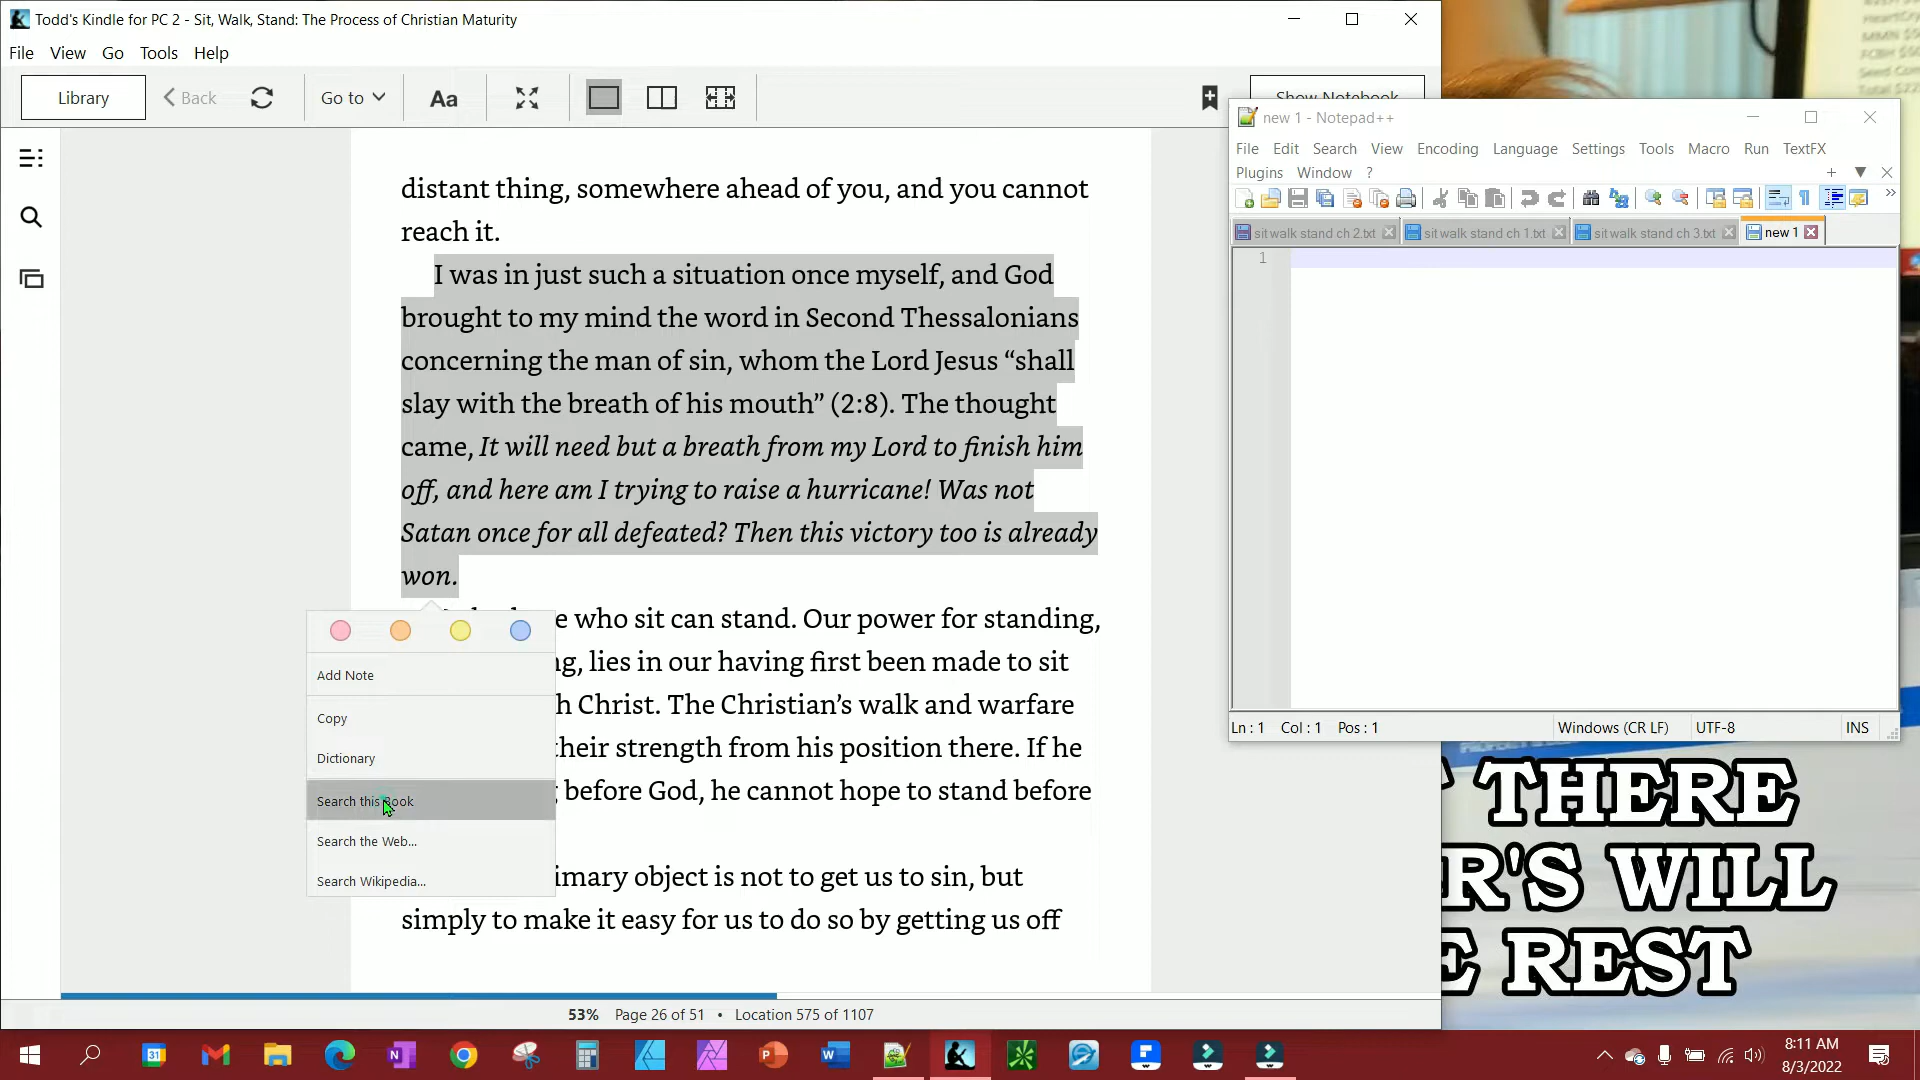 Todd's Kindle for PC 2 - Sit, Walk, Stand: The Process of Christian Maturity
File View Go Tools Help
Library
Back
Go to
Aa
Show Notebook
distant thing, somewhere ahead of you, and you cannot
reach it.
I was in just such a situation once myself, and God
brought to my mind the word in Second Thessalonians
concerning the man of sin, whom the Lord Jesus “shall
slay with the breath of his mouth” (2:8). The thought
came, It will need but a breath from my Lord to finish him
off, and here am I trying to raise a hurricane! Was not
Satan once for all defeated? Then this victory too is already
won.
who sit can stand. Our power for standing,
lies in our having first been made to sit
Christ. The Christian’s walk and warfare
their strength from his position there. If he
before God, he cannot hope to stand before
object is not to get us to sin, but
simply to make it easy for us to do so by getting us off
Add Note
Copy
Dictionary
Search this Book
Search the Web...
Search Wikipedia...
53% Page 26 of 51 • Location 575 of 1107
new 1 - Notepad++
File Edit Search View Encoding Language Settings Tools Macro Run TextFX
Plugins Window ?
sit walk stand ch 2.txt
sit walk stand ch 1.txt
sit walk stand ch 3.txt
new 1
1
Ln : 1 Col : 1 Pos : 1
Windows (CR LF)
UTF-8
INS
THERE
R'S WILL
E REST
31
8:11 AM
8/3/2022